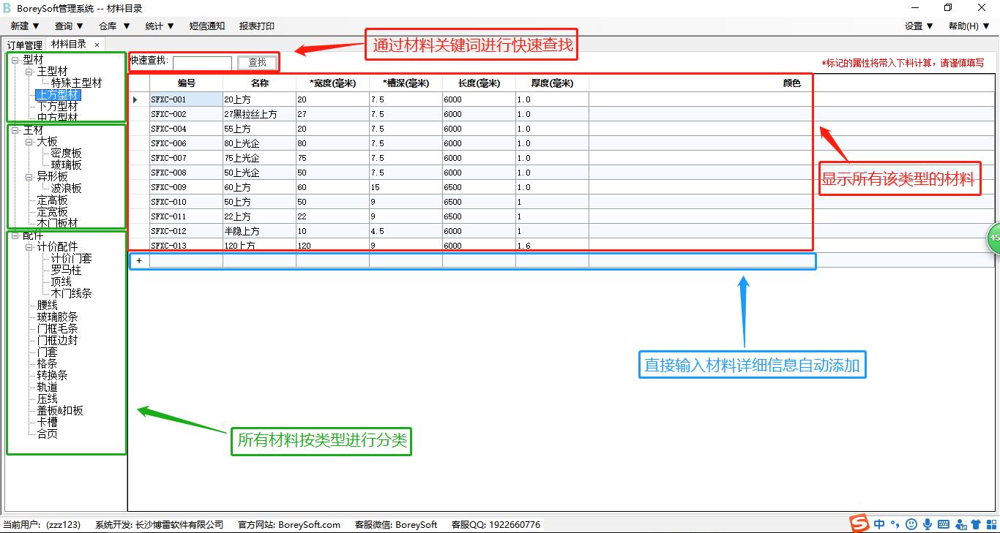 BoreySoft管理系统 -- 材料目录
新建 ▼ 查询 ▼ 仓库 ▼ 统计 ▼ 短信通知 报表打印 设置 ▼ 帮助(H) ▼
订单管理 材料目录 ×
快速查找: 查找
通过材料关键词进行快速查找
*标记的属性将带入下料计算，请谨慎填写
型材
主型材
特殊主型材
上方型材
下方型材
中方型材
主材
大板
密度板
玻璃板
异形板
波浪板
定高板
定宽板
木门板材
配件
计价配件
计价门套
罗马柱
顶线
木门线条
腰线
玻璃胶条
门框毛条
门框边封
门套
格条
转换条
轨道
压线
盖板&扣板
卡槽
合页
编号 名称 *宽度(毫米) *槽深(毫米) 长度(毫米) 厚度(毫米) 颜色
SFXC-001 20上方 20 7.5 6000 1.0
SFXC-002 27黑拉丝上方 27 7.5 6000 1.0
SFXC-004 55上方 20 7.5 6000 1.0
SFXC-006 80上光企 80 7.5 6000 1.0
SFXC-007 75上光企 75 7.5 6000 1.0
SFXC-008 50上光企 50 7.5 6000 1.0
SFXC-009 60上方 60 15 6500 1.0
SFXC-010 50上方 50 9 6500 1
SFXC-011 22上方 22 9 6500 1
SFXC-012 半隐上方 10 4.5 6000 1
SFXC-013 120上方 120 9 6000 1.6
+
显示所有该类型的材料
45
直接输入材料详细信息自动添加
所有材料按类型进行分类
当前用户: (zzz123) 系统开发: 长沙博雷软件有限公司 官方网站: BoreySoft.com 客服微信: BoreySoft 客服QQ: 1922660776
S 中 °,
12